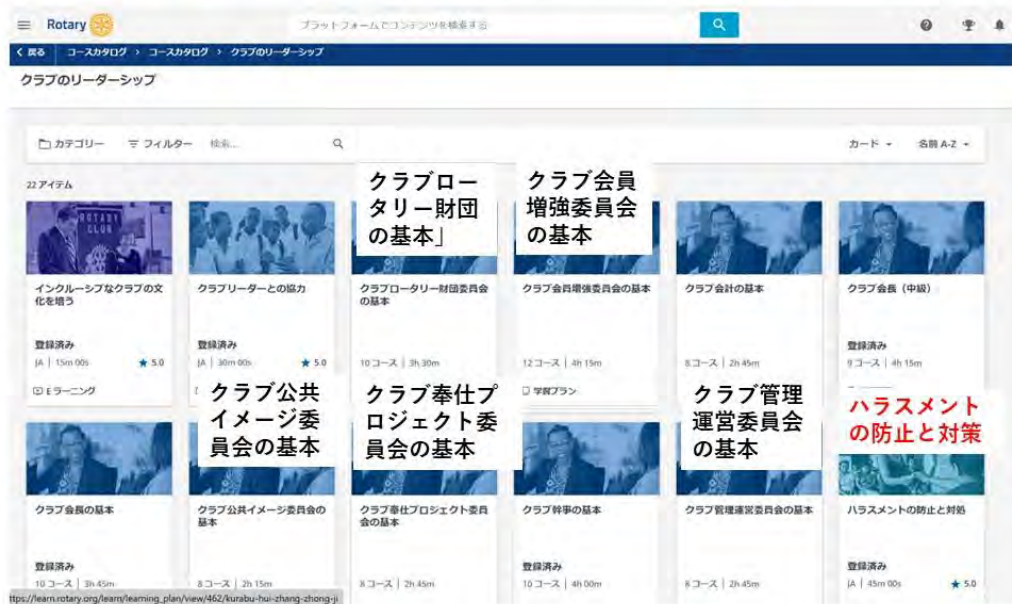 Rotary
プラットフォームでコンテンツを検索する
く 戻る コースカタログ › コースカタログ › クラブのリーダーシップ
クラブのリーダーシップ
カテゴリー フィルター 検索...
カード 名前 A-Z
22 アイテム
クラブロー
タリー財団
の基本」
クラブ会員
増強委員会
の基本
ROTARY
CLUB
インクルーシブなクラブの文
化を培う
登録済み
JA | 15m 00s ★ 5.0
Eラーニング
クラブリーダーとの協力
登録済み
JA | 30m 00s ★ 5.0
クラブロータリー財団委員会
の基本
10 コース | 3h 30m
クラブ会員増強委員会の基本
12 コース | 4h 15m
学習プラン
クラブ会計の基本
8 コース | 2h 45m
クラブ会長(中級)
登録済み
9 コース | 4h 15m
クラブ公共
イメージ委
員会の基本
クラブ奉仕プ
ロジェクト委
員会の基本
クラブ管理
運営委員会
の基本
ハラスメント
の防止と対策
クラブ会長の基本
登録済み
10 コース | 3h 45m
クラブ公共イメージ委員会の
基本
8 コース | 2h 15m
クラブ奉仕プロジェクト委員
会の基本
8 コース | 2h 45m
クラブ幹事の基本
登録済み
10 コース | 4h 00m
クラブ管理運営委員会の基本
8 コース | 2h 45m
ハラスメントの防止と対処
登録済み
JA | 45m 00s ★ 5.0
ttps://learn.rotary.org/learn/learning_plan/view/462/kurabu-hui-zhang-zhong-ji